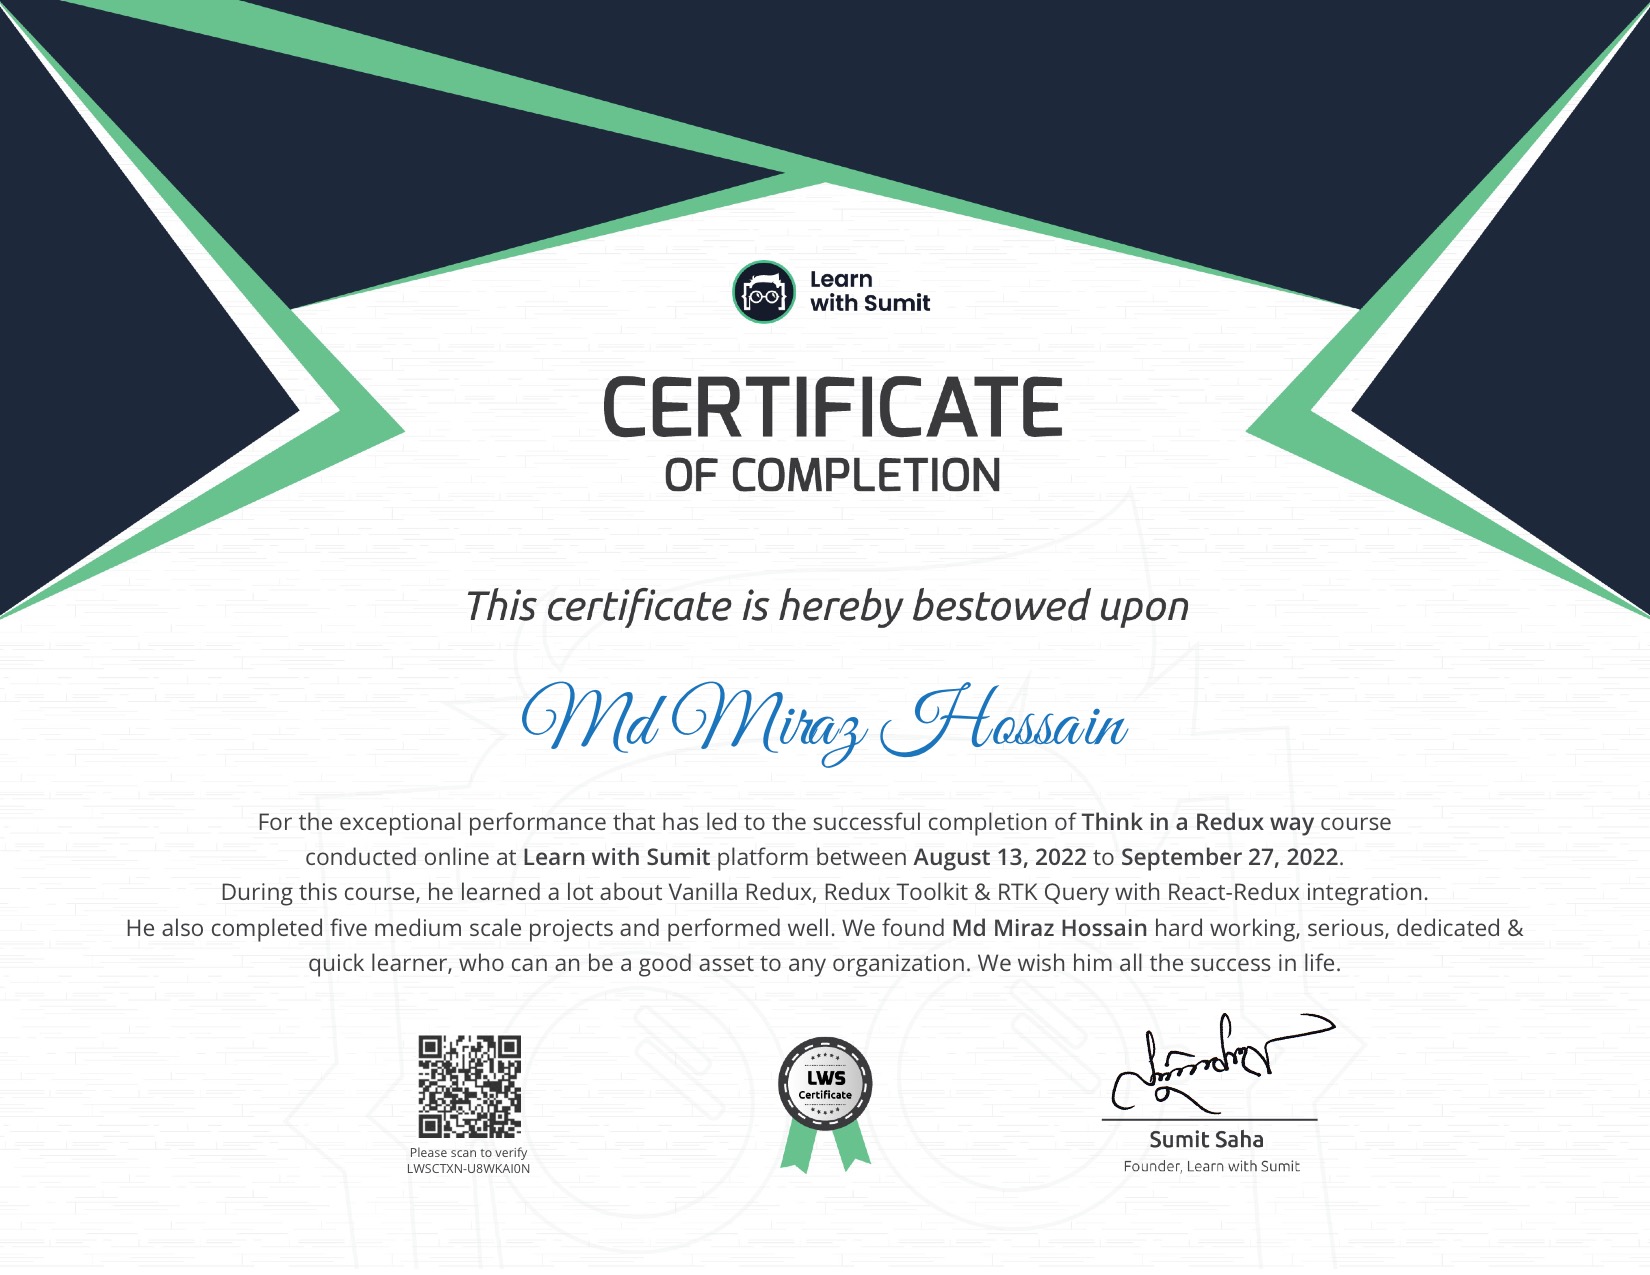 Learn
with Sumit
CERTIFICATE
OF COMPLETION
This certificate is hereby bestowed upon
Md Miraz Hossain
For the exceptional performance that has led to the successful completion of Think in a Redux way course
conducted online at Learn with Sumit platform between August 13, 2022 to September 27, 2022.
During this course, he learned a lot about Vanilla Redux, Redux Toolkit & RTK Query with React-Redux integration.
He also completed five medium scale projects and performed well. We found Md Miraz Hossain hard working, serious, dedicated &
quick learner, who can an be a good asset to any organization. We wish him all the success in life.
Please scan to verify
LWSCTXN-U8WKAI0N
LWS
Certificate
Sumit Saha
Founder, Learn with Sumit